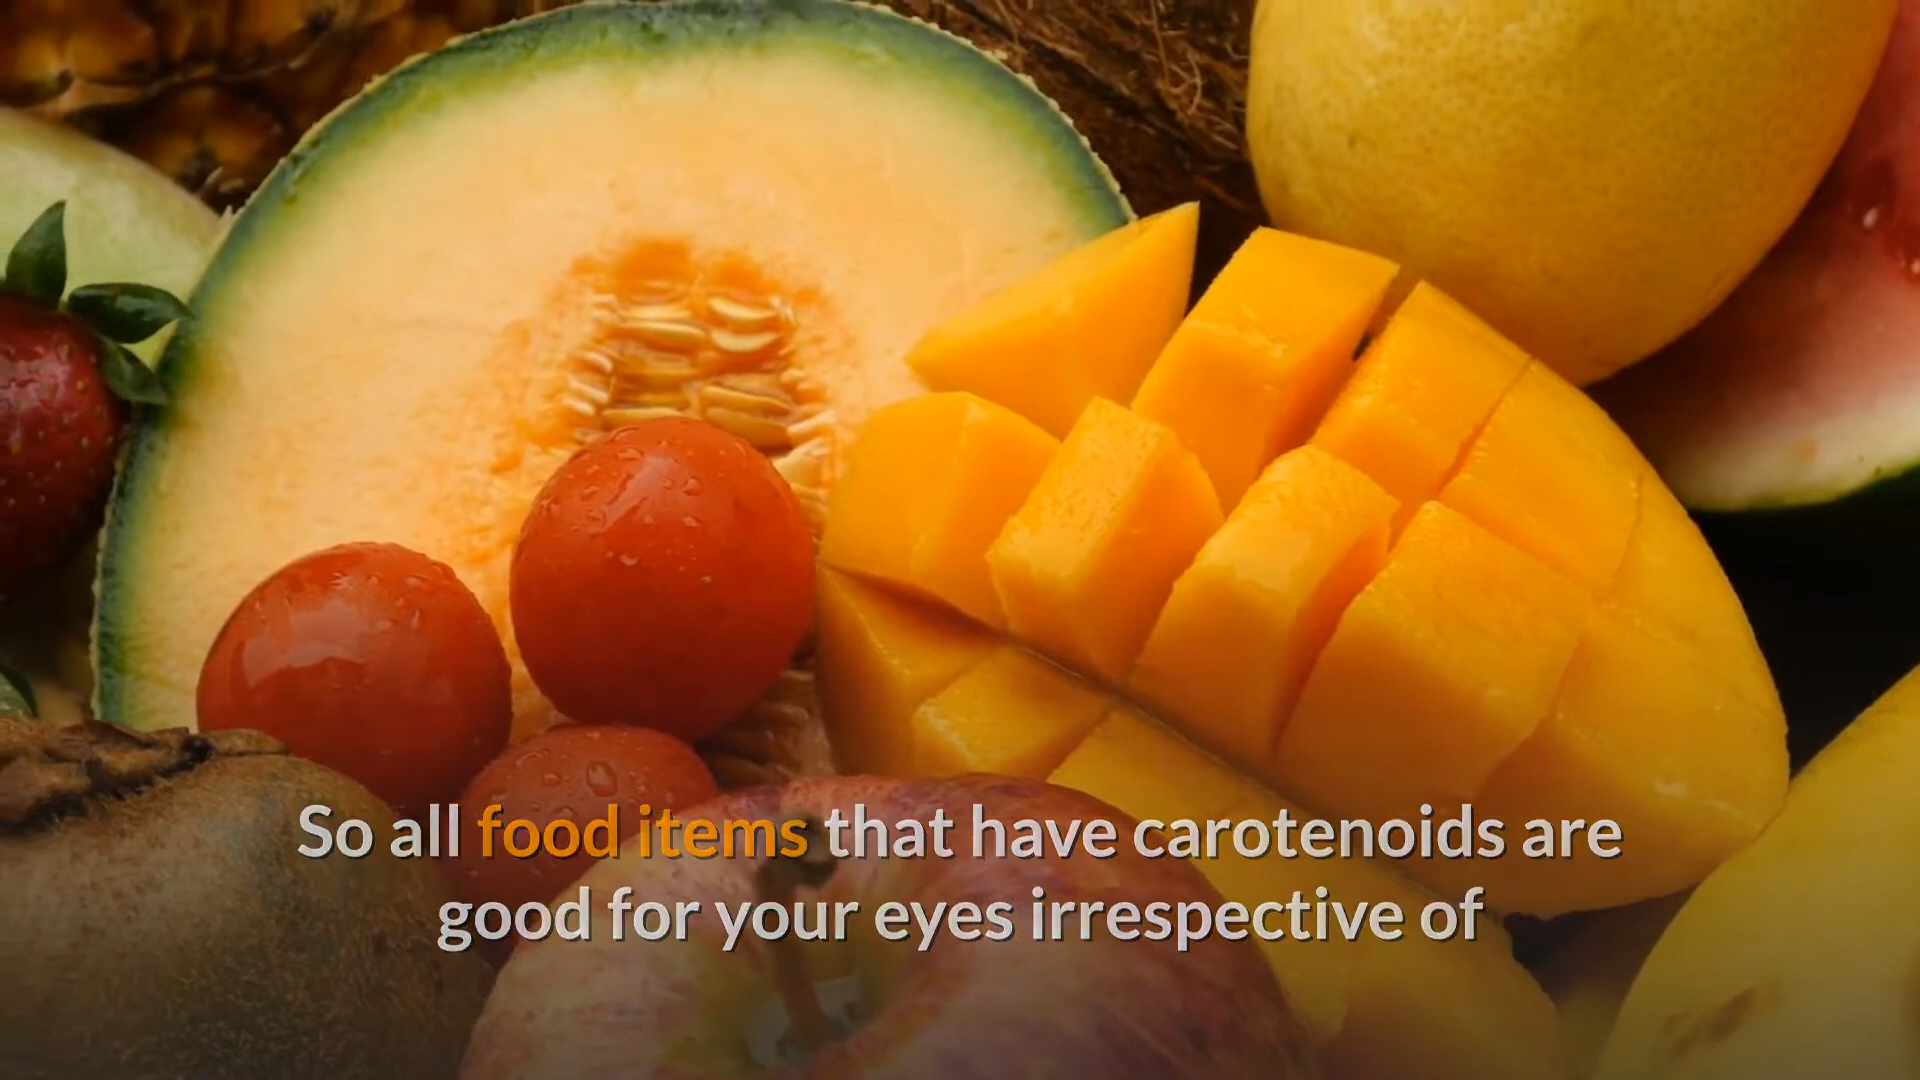 So all food items that have carotenoids are
good for your eyes irrespective of